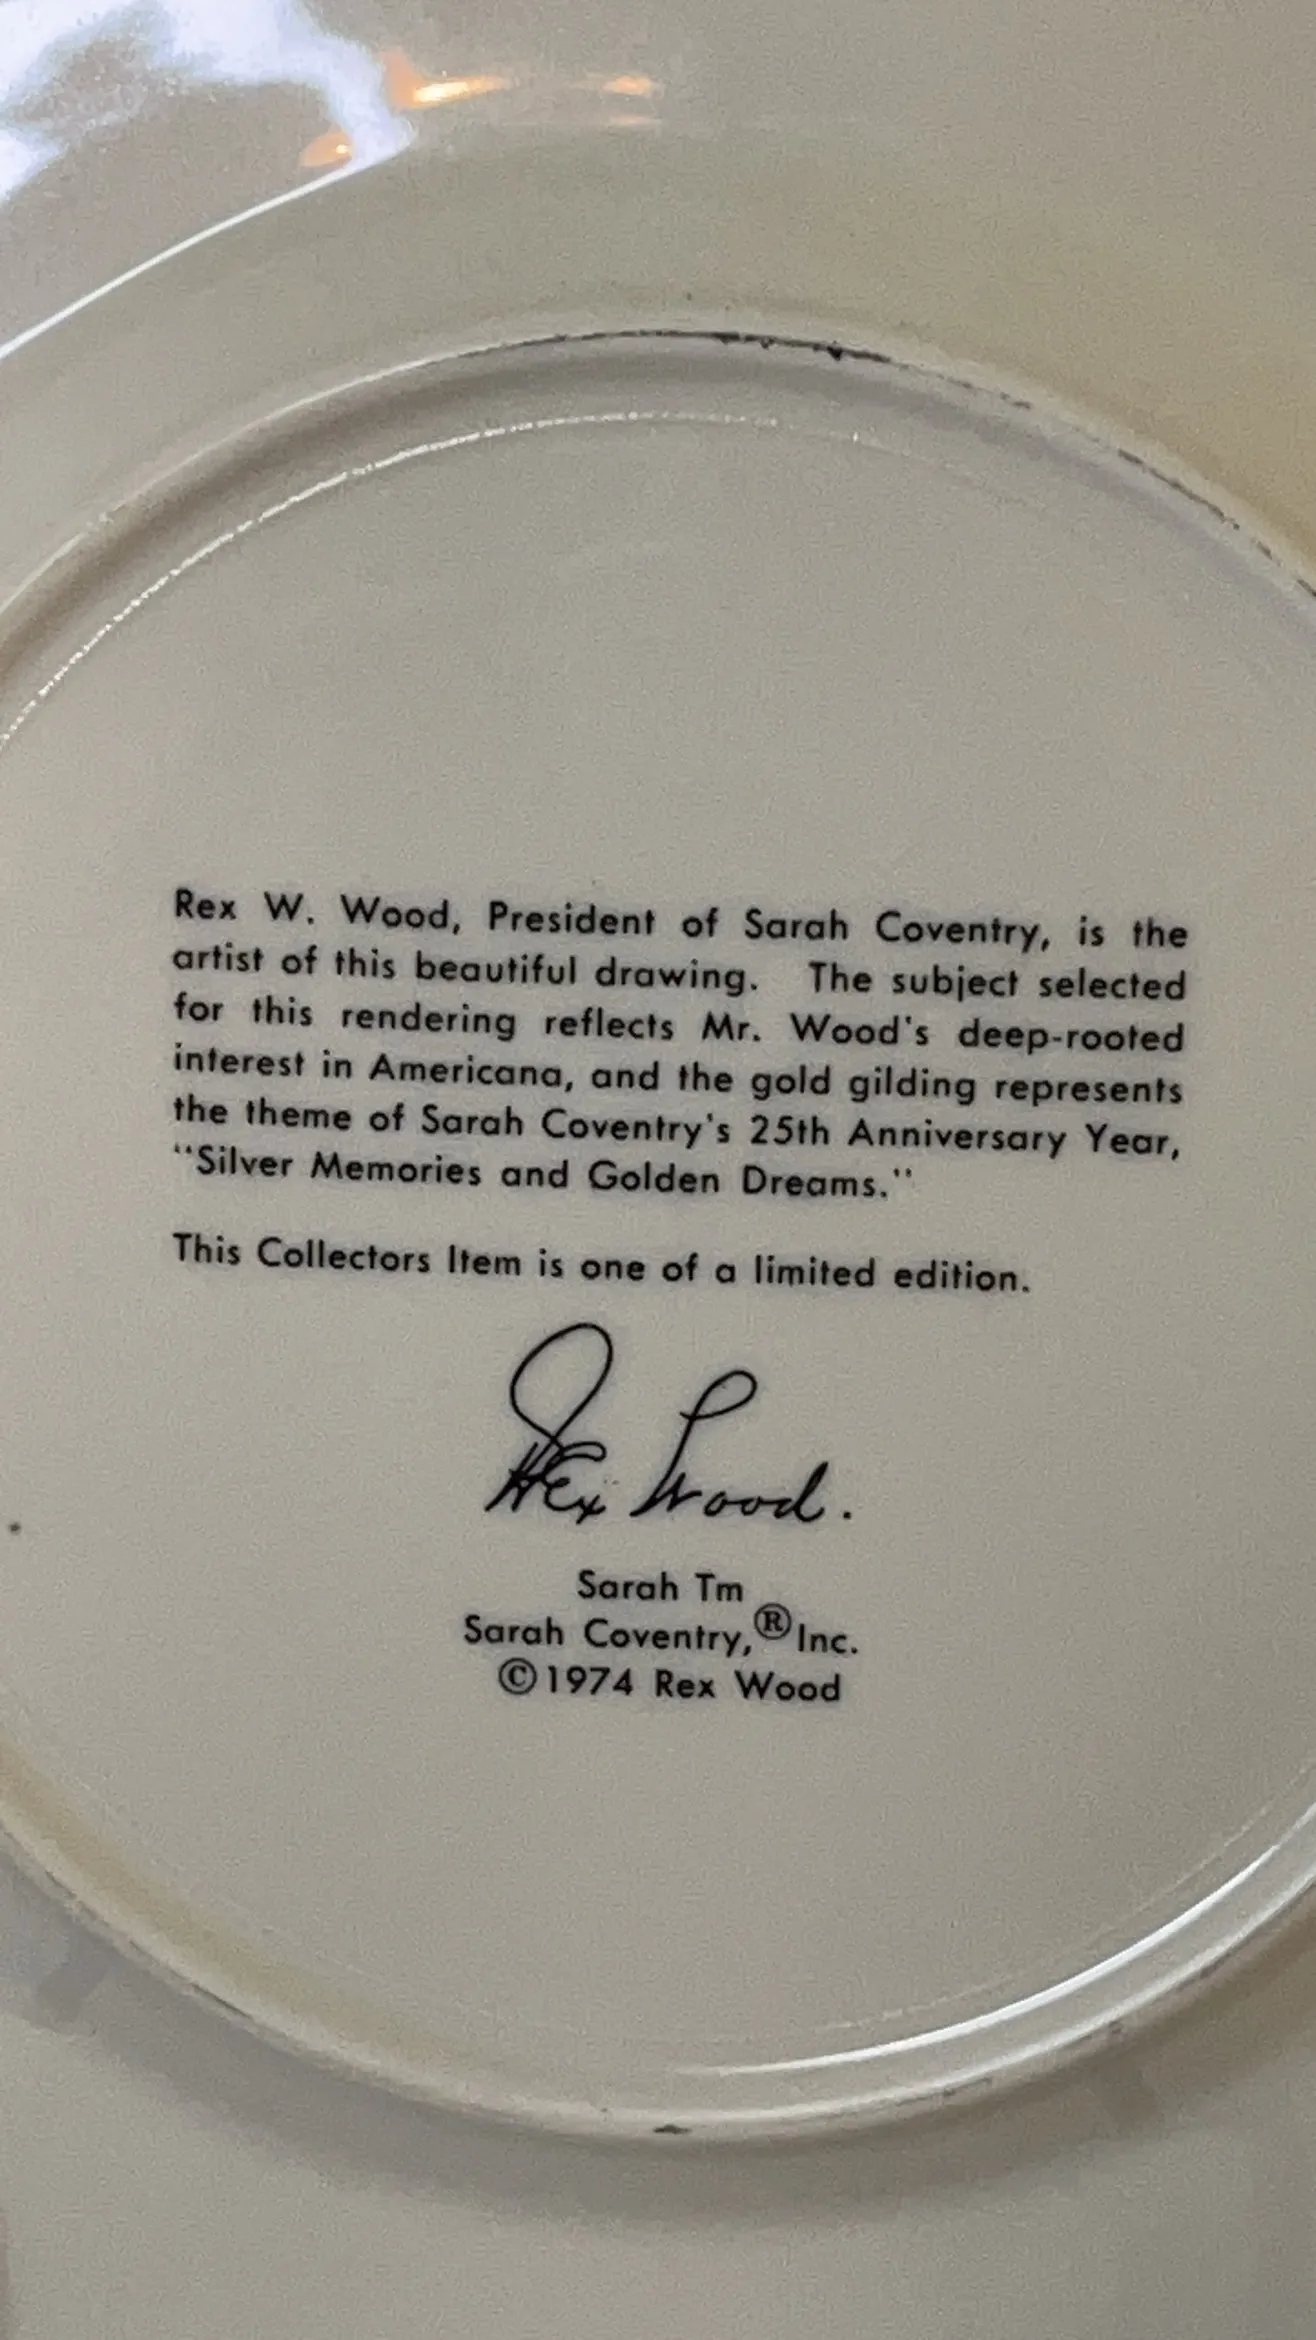 Rex W. Wood, President of Sarah Coventry, is the
artist of this beautiful drawing. The subject selected
for this rendering reflects Mr. Wood's deep-rooted
interest in Americana, and the gold gilding represents
the theme of Sarah Coventry's 25th Anniversary Year,
"Silver Memories and Golden Dreams."
This Collectors Item is one of a limited edition.
Rex Wood.
Sarah Tm
Sarah Coventry,® Inc.
©1974 Rex Wood